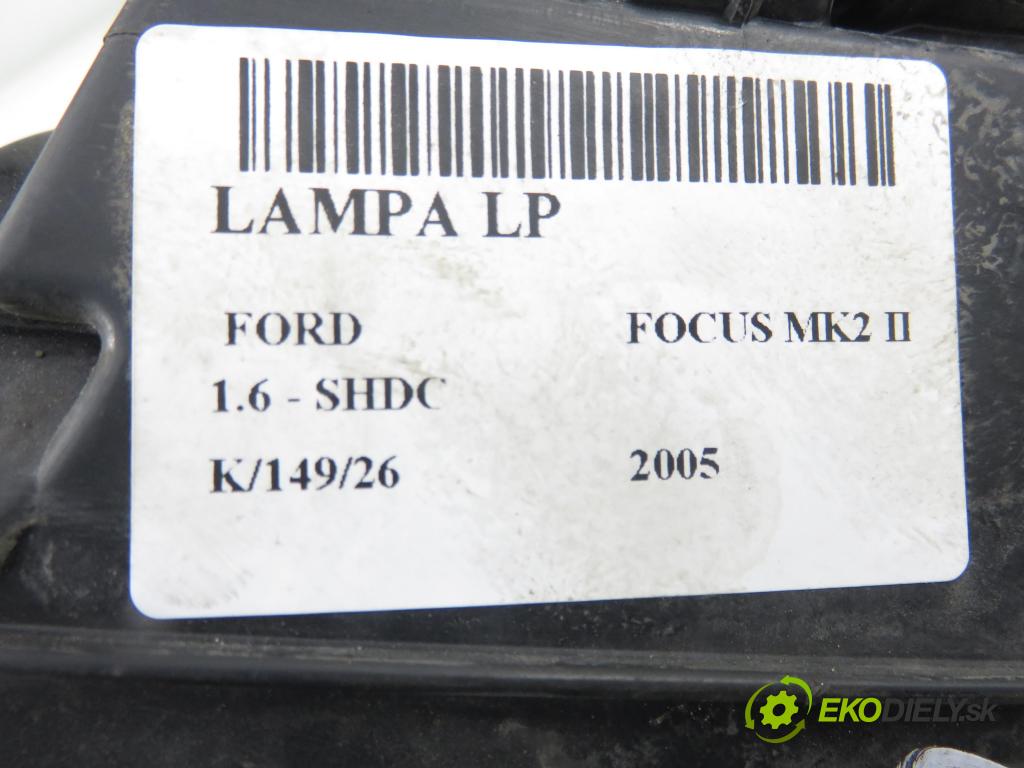 LAMPA LP
FORD FOCUS MK2 II
1.6 - SHDC
K/149/26 2005
EKODIELY.sk